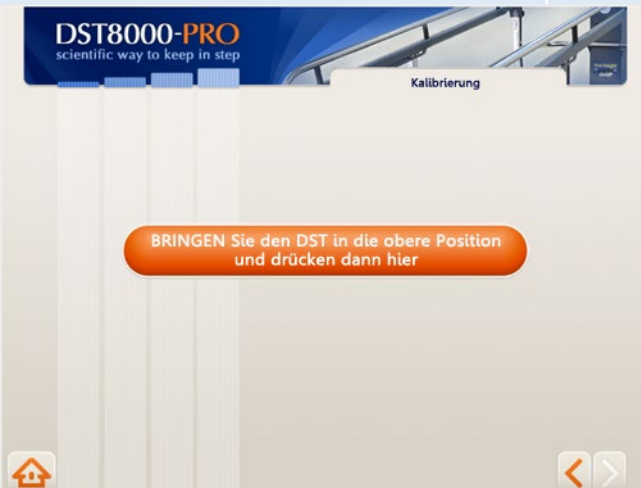 DST8000-PRO
scientific way to keep in step
Kalibrierung
BRINGEN Sie den DST in die obere Position
und drücken dann hier